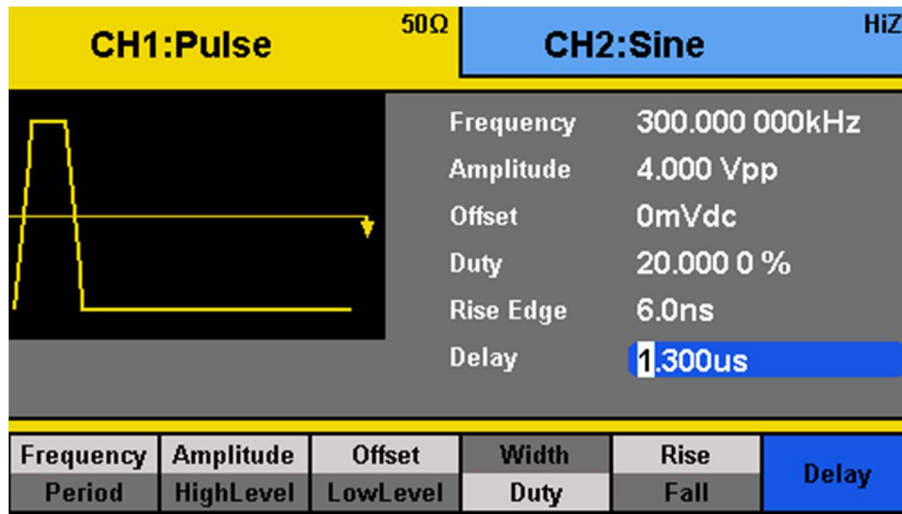 CH1:Pulse 50Ω CH2:Sine HiZ
Frequency 300.000 000kHz
Amplitude 4.000 Vpp
Offset 0mVdc
Duty 20.000 0 %
Rise Edge 6.0ns
Delay 1.300us
Frequency Amplitude Offset Width Rise Delay
Period HighLevel LowLevel Duty Fall